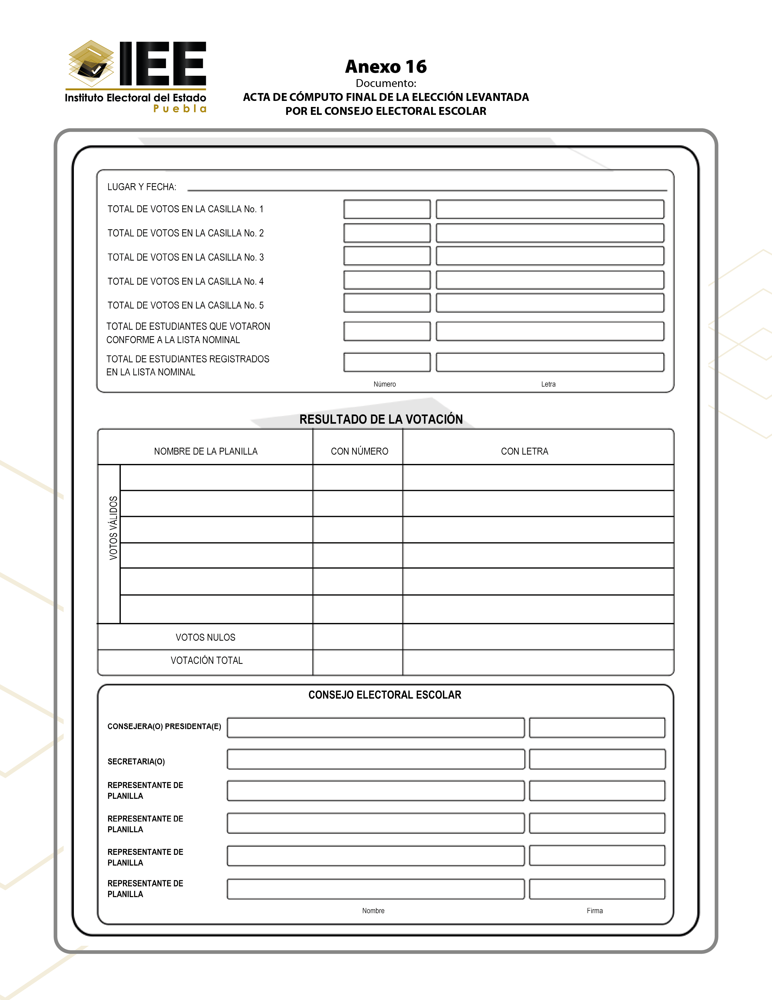 IEE
Instituto Electoral del Estado
Puebla
Anexo 16
Documento:
ACTA DE CÓMPUTO FINAL DE LA ELECCIÓN LEVANTADA
POR EL CONSEJO ELECTORAL ESCOLAR
LUGAR Y FECHA:
TOTAL DE VOTOS EN LA CASILLA No. 1
TOTAL DE VOTOS EN LA CASILLA No. 2
TOTAL DE VOTOS EN LA CASILLA No. 3
TOTAL DE VOTOS EN LA CASILLA No. 4
TOTAL DE VOTOS EN LA CASILLA No. 5
TOTAL DE ESTUDIANTES QUE VOTARON
CONFORME A LA LISTA NOMINAL
TOTAL DE ESTUDIANTES REGISTRADOS
EN LA LISTA NOMINAL
Número Letra
RESULTADO DE LA VOTACIÓN
NOMBRE DE LA PLANILLA CON NÚMERO CON LETRA
VOTOS VÁLIDOS
VOTOS NULOS
VOTACIÓN TOTAL
CONSEJO ELECTORAL ESCOLAR
CONSEJERA(O) PRESIDENTA(E)
SECRETARIA(O)
REPRESENTANTE DE
PLANILLA
REPRESENTANTE DE
PLANILLA
REPRESENTANTE DE
PLANILLA
REPRESENTANTE DE
PLANILLA
Nombre Firma